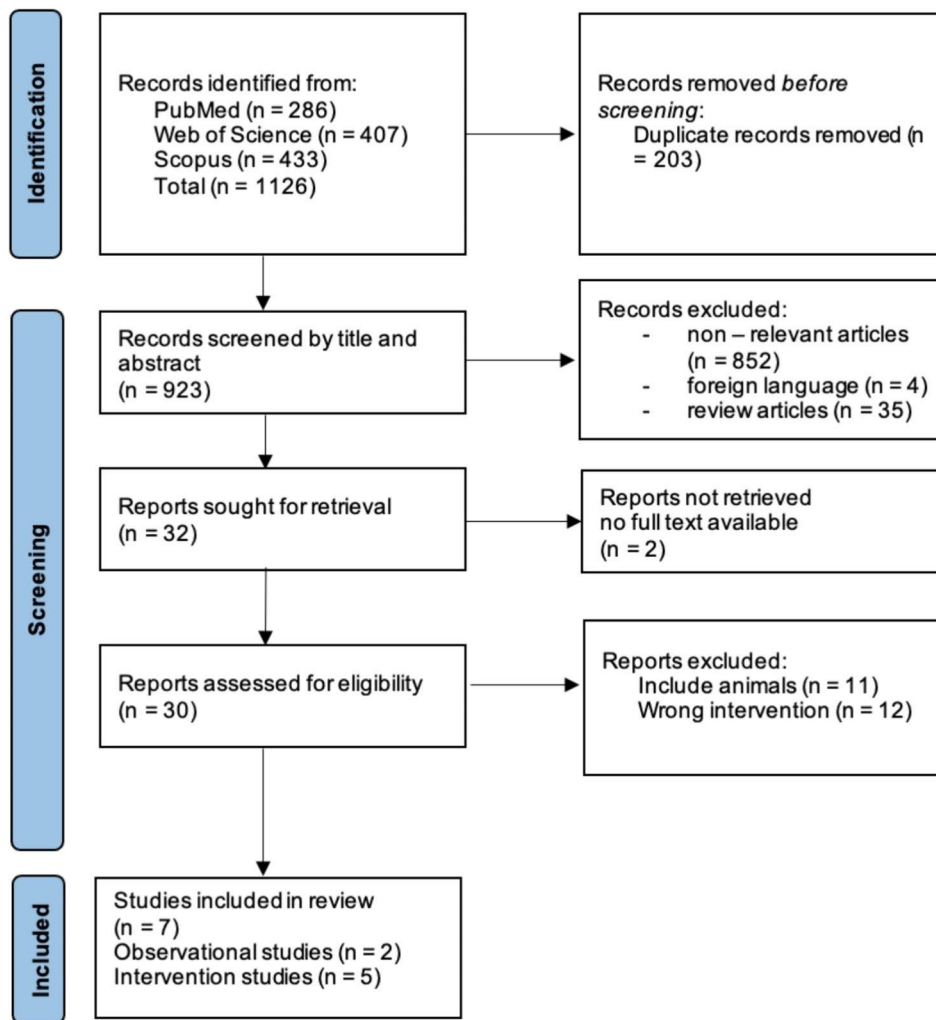 Identification
Records identified from:
PubMed (n = 286)
Web of Science (n = 407)
Scopus (n = 433)
Total (n = 1126)
Records removed before
screening:
Duplicate records removed (n
= 203)
Screening
Records screened by title and
abstract
(n = 923)
Records excluded:
- non – relevant articles
(n = 852)
- foreign language (n = 4)
- review articles (n = 35)
Reports sought for retrieval
(n = 32)
Reports not retrieved
no full text available
(n = 2)
Reports assessed for eligibility
(n = 30)
Reports excluded:
Include animals (n = 11)
Wrong intervention (n = 12)
Included
Studies included in review
(n = 7)
Observational studies (n = 2)
Intervention studies (n = 5)